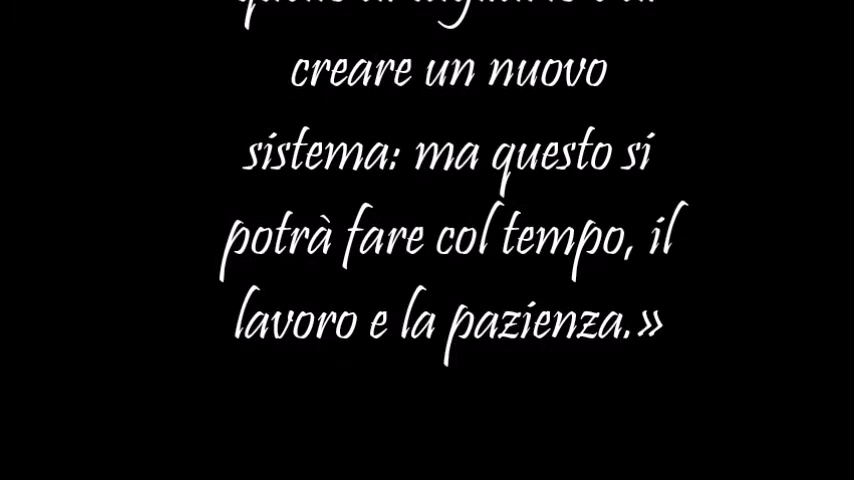 creare un nuovo
sistema: ma questo si
potrà fare col tempo, il
lavoro e la pazienza.»